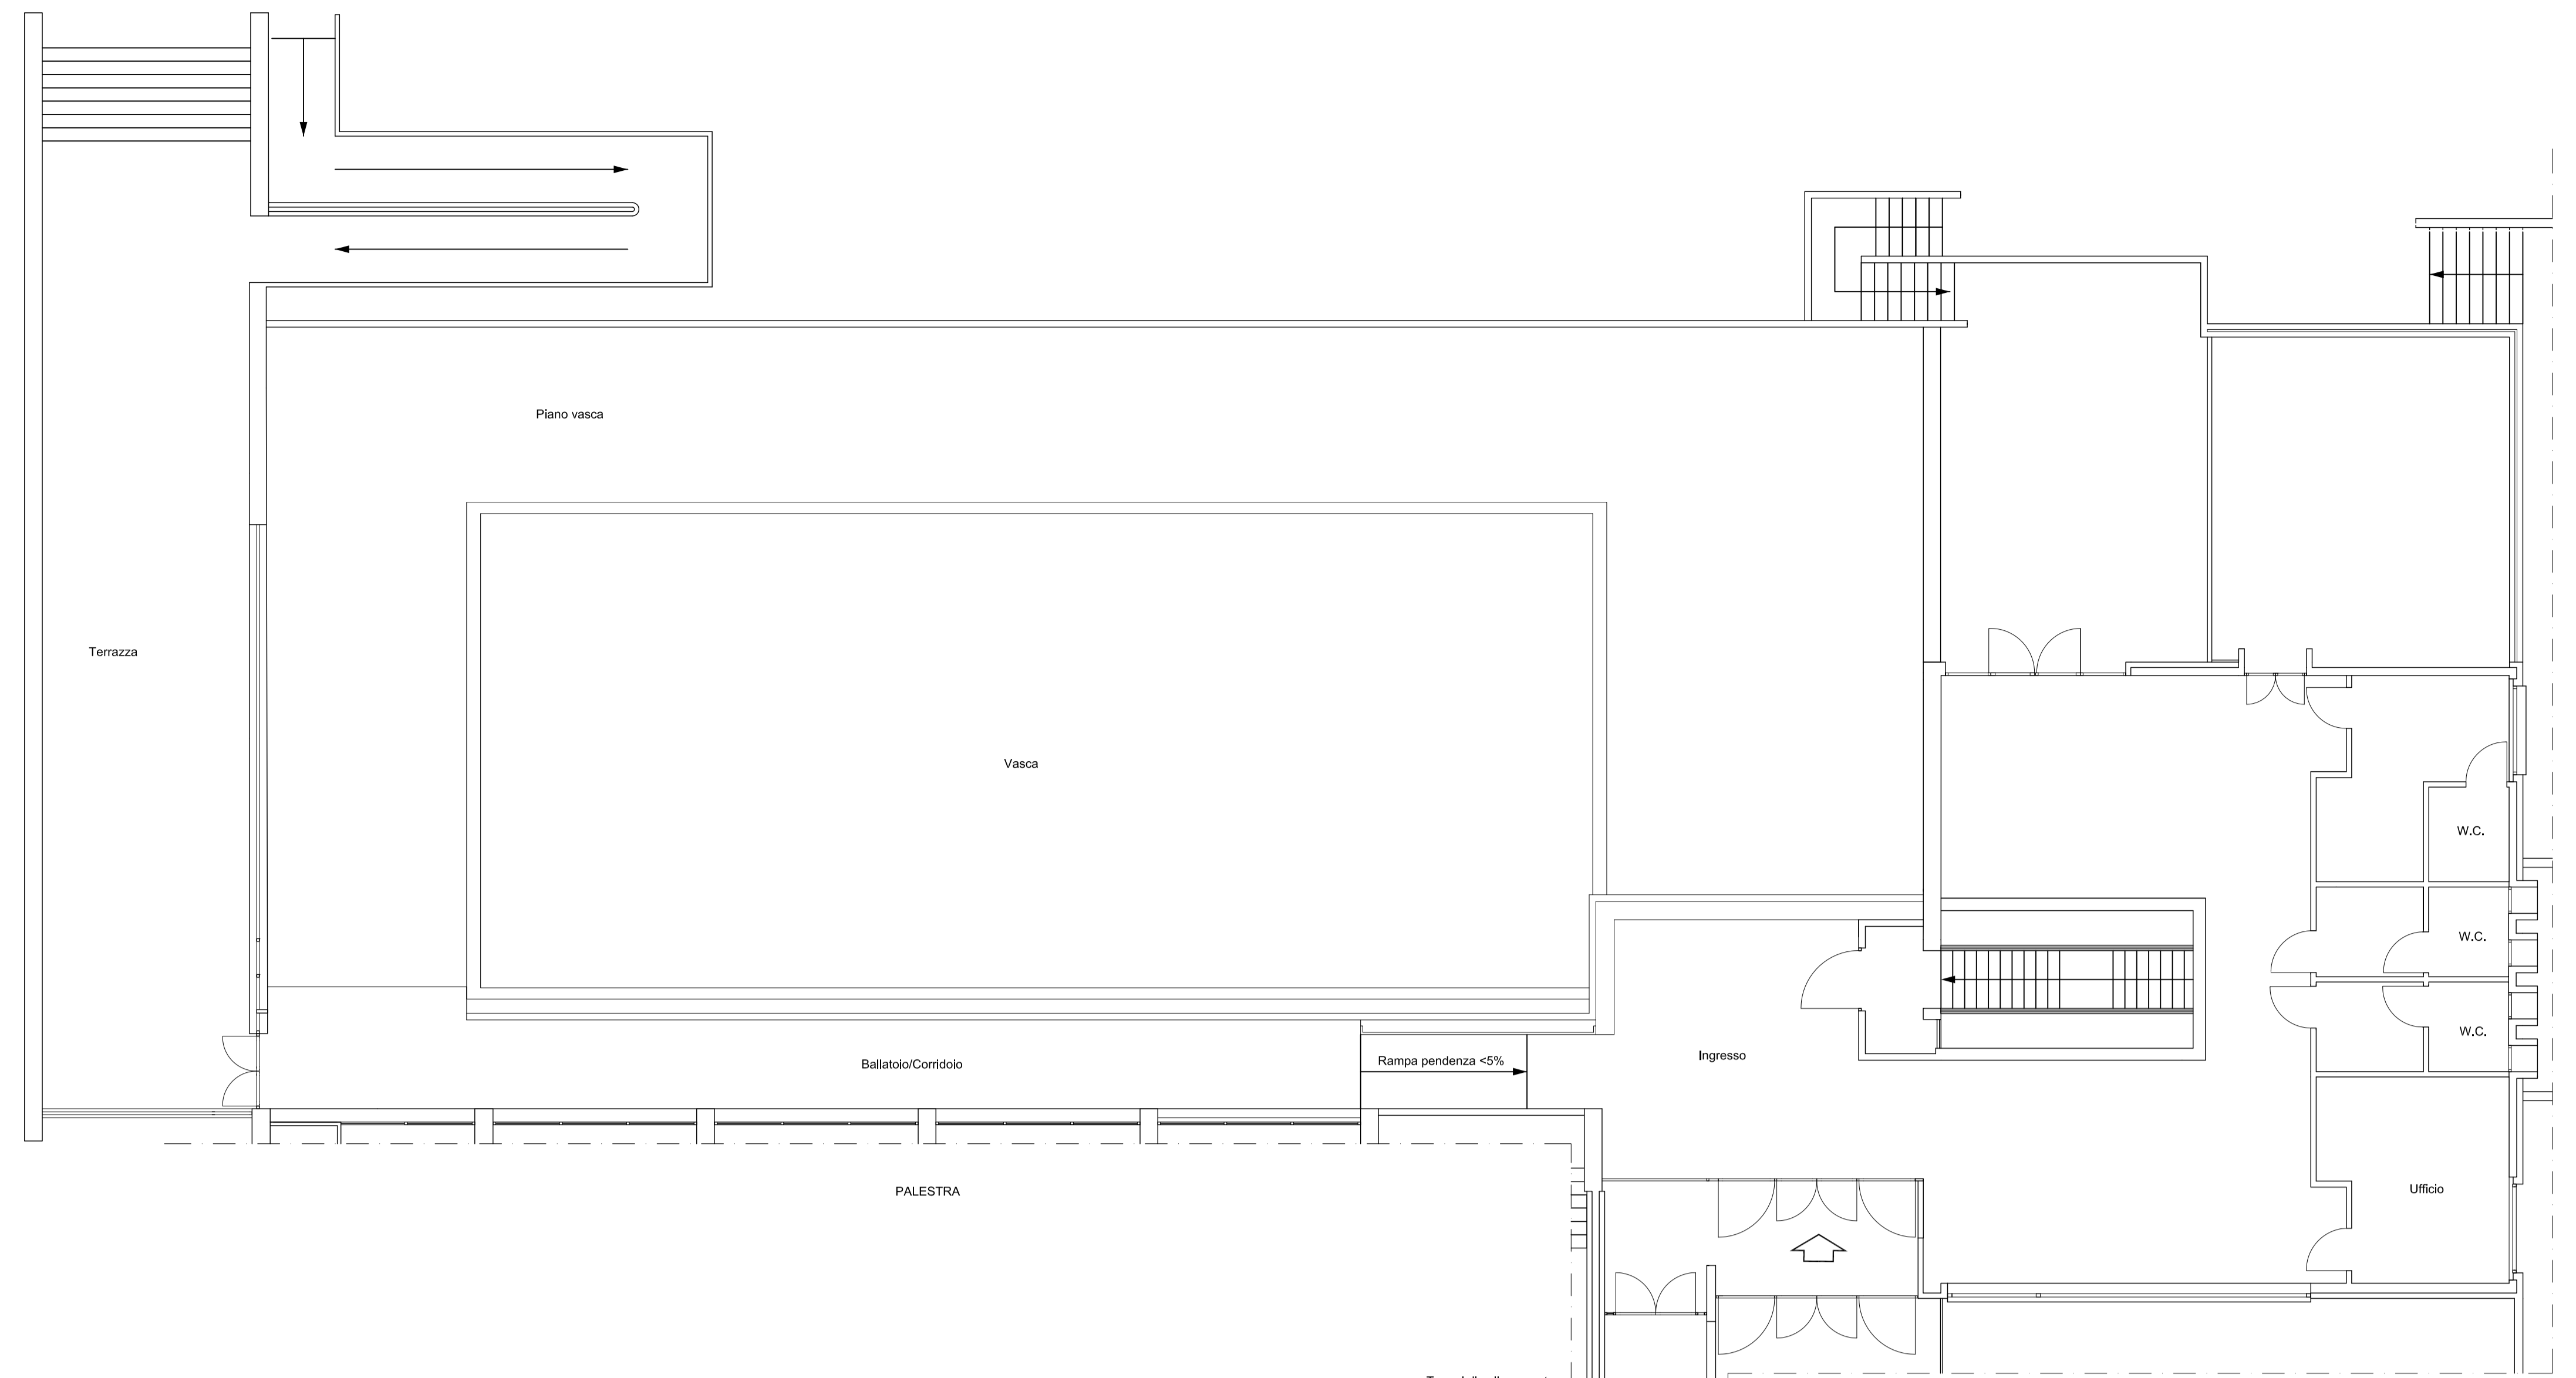 Piano vasca
Terrazza
Vasca
W.C.
W.C.
W.C.
Ingresso
Rampa pendenza <5%
Ballatoio/Corridoio
Ufficio
PALESTRA